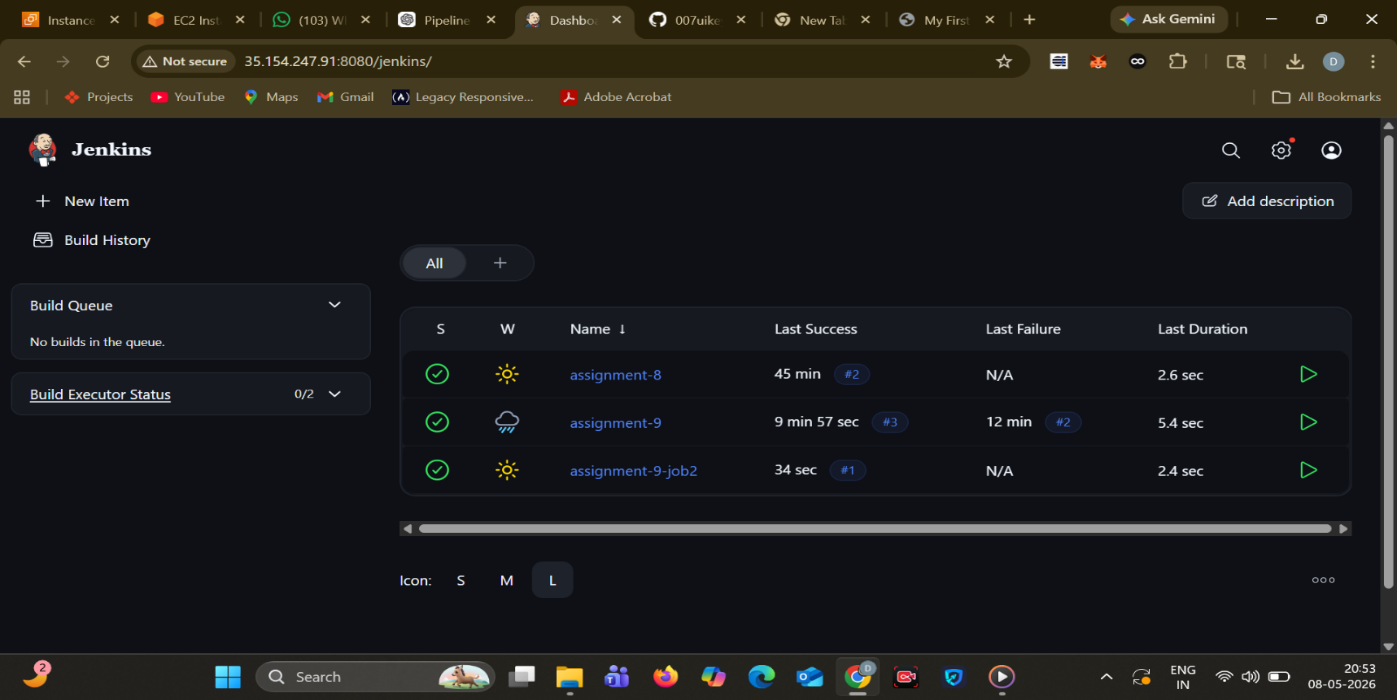 Instance
EC2 Inst
(103) W
Pipeline
Dashbo
007uike
New Tal
My First
Ask Gemini
Not secure
35.154.247.91:8080/jenkins/
D
Projects
YouTube
Maps
Gmail
Legacy Responsive...
Adobe Acrobat
All Bookmarks
Jenkins
New Item
Add description
Build History
All
Build Queue
No builds in the queue.
Build Executor Status 0/2
S W Name ↓ Last Success Last Failure Last Duration
assignment-8 45 min #2 N/A 2.6 sec
assignment-9 9 min 57 sec #3 12 min #2 5.4 sec
assignment-9-job2 34 sec #1 N/A 2.4 sec
Icon: S M L
2
Search
D
ENG
IN
20:53
08-05-2026